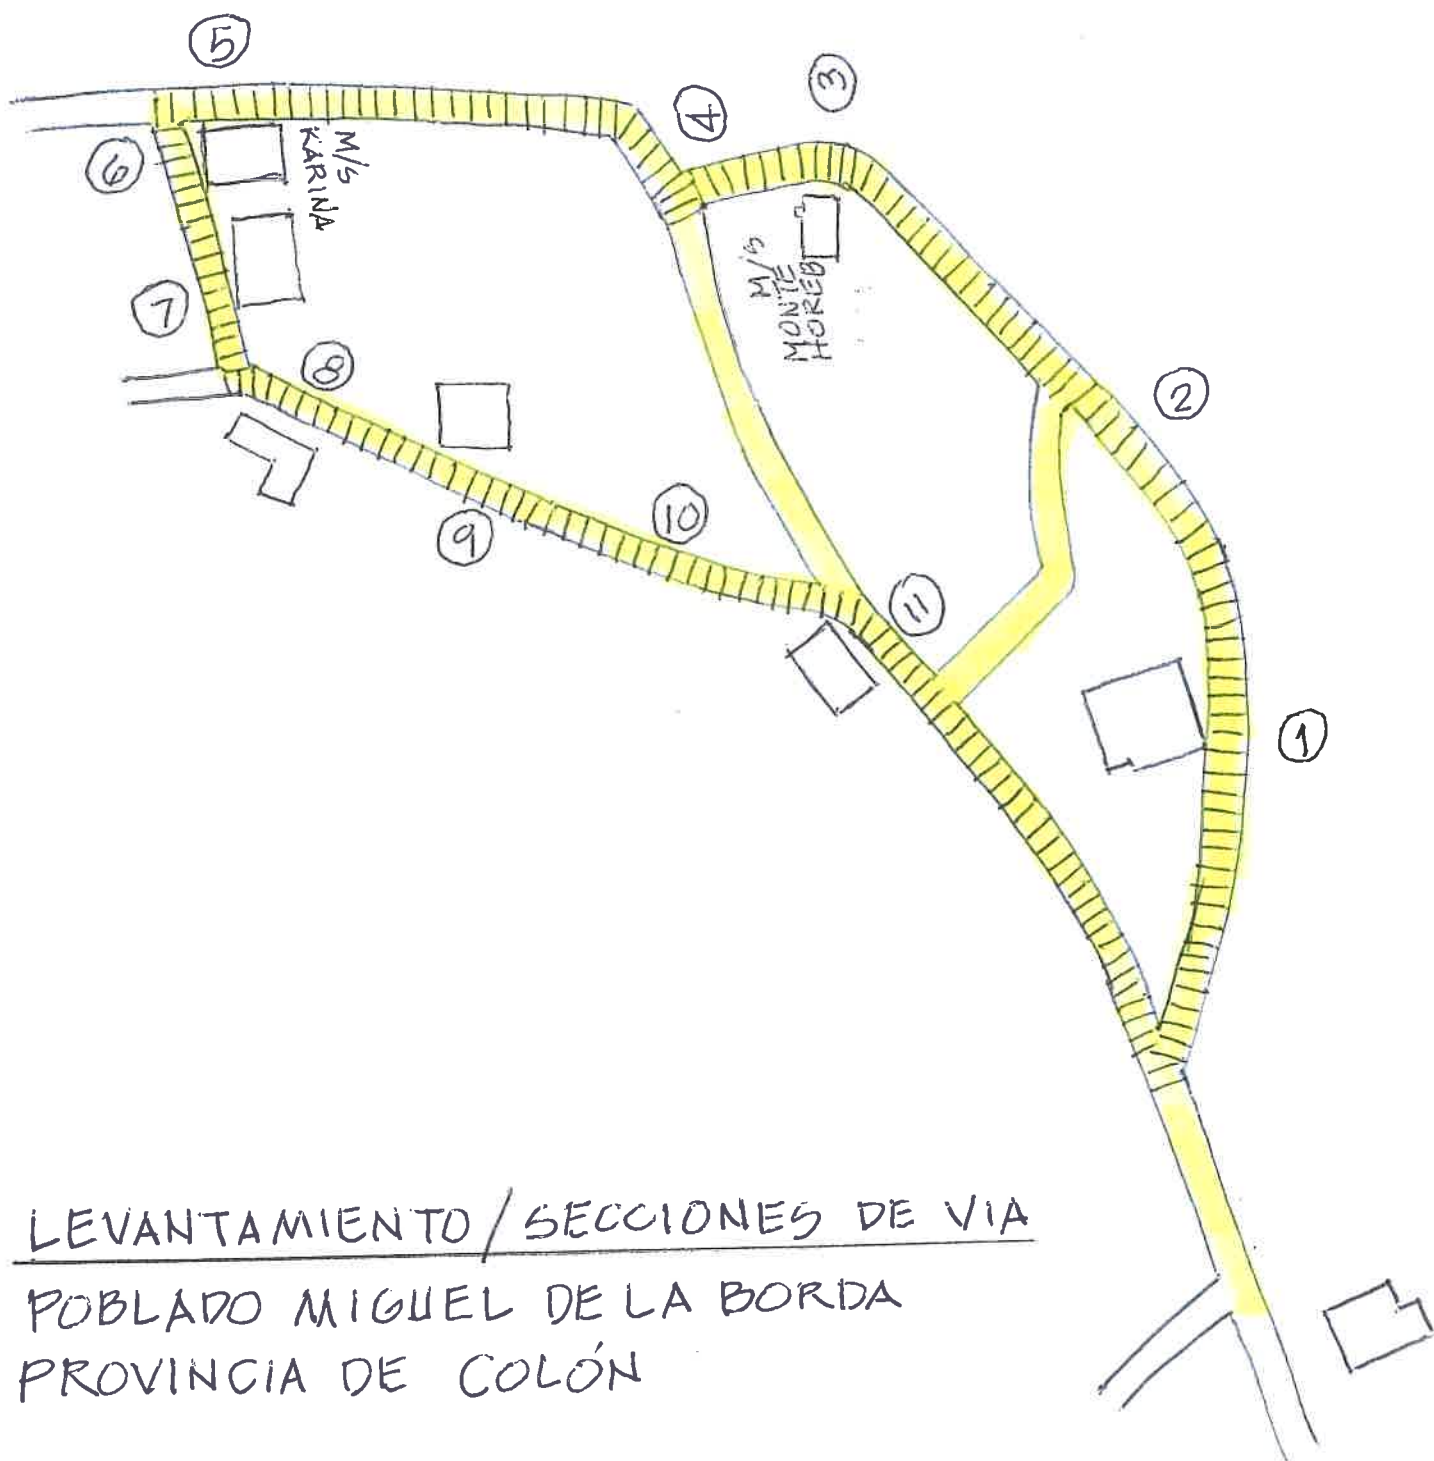 5
4
3
M/S
KARINA
6
7
M/S
MONTE
HOREB
8
2
9
10
11
1
LEVANTAMIENTO / SECCIONES DE VIA
POBLADO MIGUEL DE LA BORDA
PROVINCIA DE COLÓN